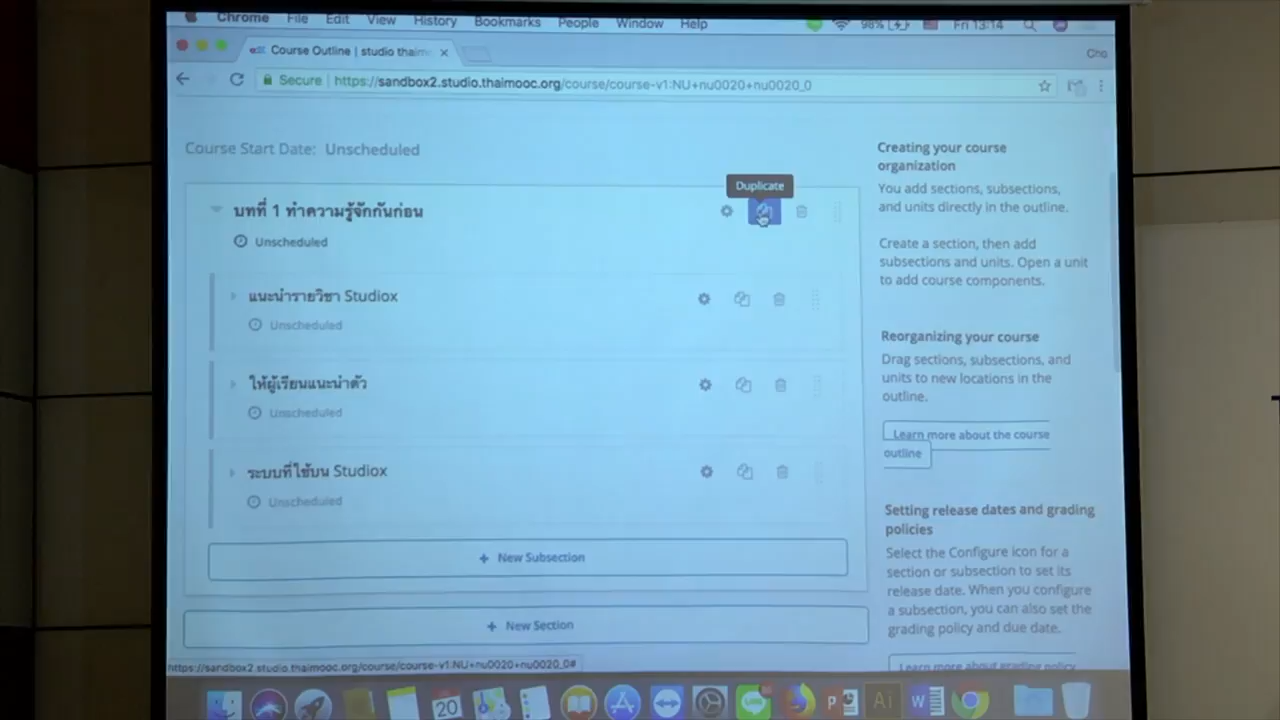 Chrome File Edit View History Bookmarks People Window Help 98% Fri 13:14
Course Outline | studio thaim
Cho
Secure https://sandbox2.studio.thaimooc.org/course/course-v1:NU+nu0020+nu0020_0
Course Start Date: Unscheduled
Duplicate
บทที่ 1 ทำความรู้จักกันก่อน
Unscheduled
แนะนำรายวิชา Studiox
Unscheduled
ให้ผู้เรียนแนะนำตัว
Unscheduled
ระบบที่ใช้บน Studiox
Unscheduled
+ New Subsection
+ New Section
Creating your course
organization
You add sections, subsections,
and units directly in the outline.
Create a section, then add
subsections and units. Open a unit
to add course components.
Reorganizing your course
Drag sections, subsections, and
units to new locations in the
outline.
Learn more about the course
outline
Setting release dates and grading
policies
Select the Configure icon for a
section or subsection to set its
release date. When you configure
a subsection, you can also set the
grading policy and due date.
Learn more about grading policy
https://sandbox2.studio.thaimooc.org/course/course-v1:NU+nu0020+nu0020_0#
20
P
Ai
W